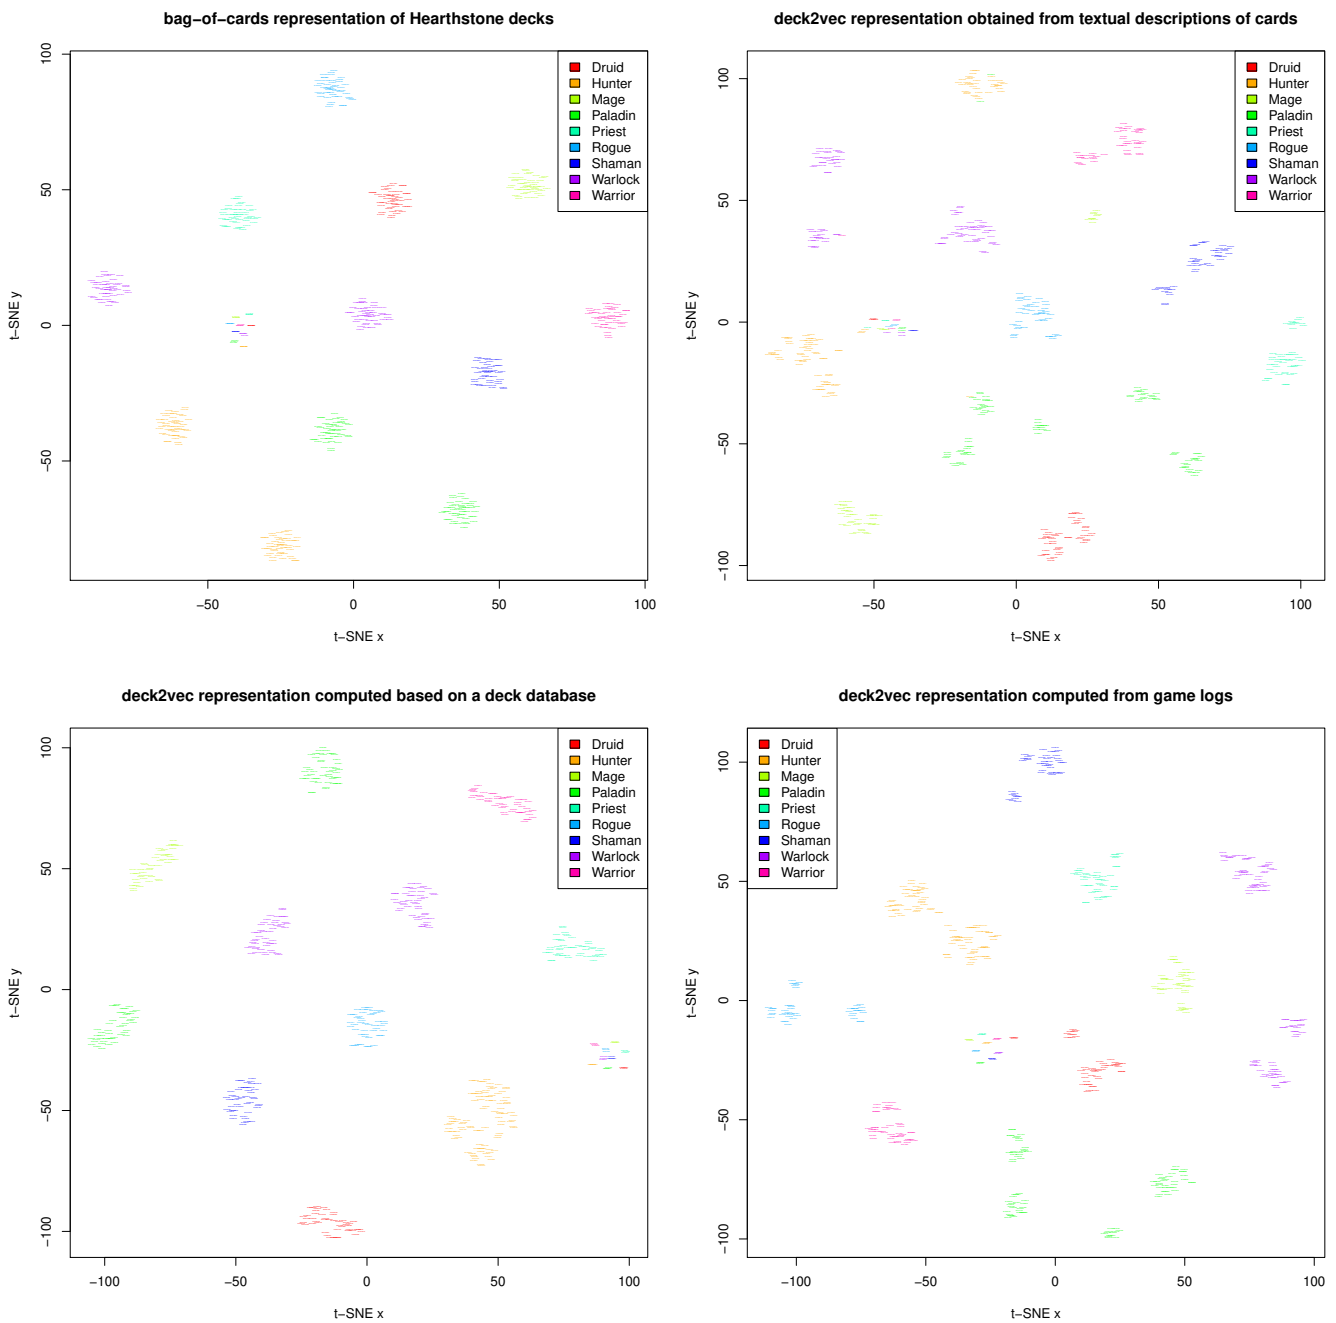 bag−of−cards representation of Hearthstone decks
100
50
0
−50
t−SNE y
−50
0
50
100
t−SNE x
Druid
Hunter
Mage
Paladin
Priest
Rogue
Shaman
Warlock
Warrior
deck2vec representation obtained from textual descriptions of cards
100
50
0
−50
−100
t−SNE y
−50
0
50
100
t−SNE x
Druid
Hunter
Mage
Paladin
Priest
Rogue
Shaman
Warlock
Warrior
deck2vec representation computed based on a deck database
100
50
0
−50
−100
t−SNE y
−100
−50
0
50
100
t−SNE x
Druid
Hunter
Mage
Paladin
Priest
Rogue
Shaman
Warlock
Warrior
deck2vec representation computed from game logs
100
50
0
−50
−100
t−SNE y
−100
−50
0
50
100
t−SNE x
Druid
Hunter
Mage
Paladin
Priest
Rogue
Shaman
Warlock
Warrior